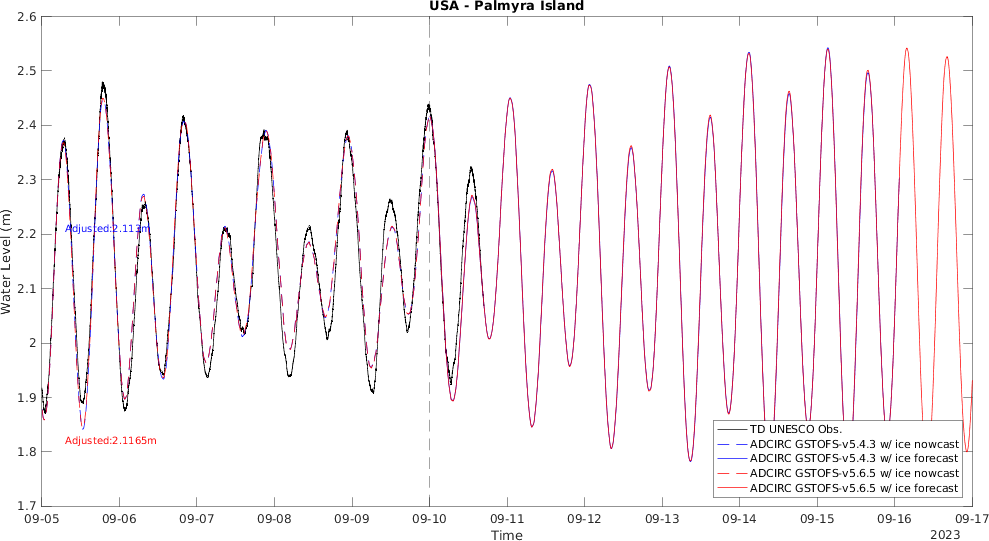 USA - Palmyra Island
2.6
2.5
2.4
2.3
2.2
2.1
2
1.9
1.8
1.7
Water Level (m)
Adjusted:2.113m
Adjusted:2.1165m
TD UNESCO Obs.
ADCIRC GSTOFS-v5.4.3 w/ ice nowcast
ADCIRC GSTOFS-v5.4.3 w/ ice forecast
ADCIRC GSTOFS-v5.6.5 w/ ice nowcast
ADCIRC GSTOFS-v5.6.5 w/ ice forecast
09-05 09-06 09-07 09-08 09-09 09-10 09-11 09-12 09-13 09-14 09-15 09-16 09-17
Time
2023